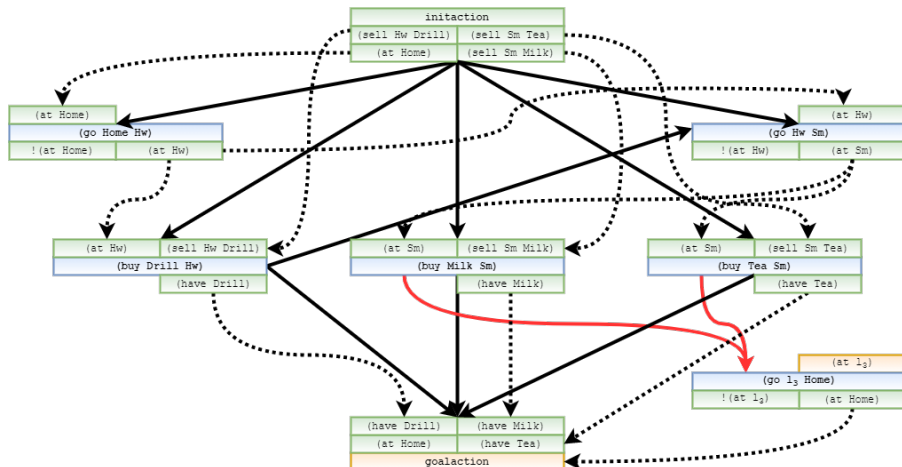 initaction
(sell Hw Drill) (sell Sm Tea)
(at Home) (sell Sm Milk)
(at Home)
(go Home Hw)
!(at Home) (at Hw)
(at Hw)
(go Hw Sm)
!(at Hw) (at Sm)
(at Hw) (sell Hw Drill)
(buy Drill Hw)
(have Drill)
(at Sm) (sell Sm Milk)
(buy Milk Sm)
(have Milk)
(at Sm) (sell Sm Tea)
(buy Tea Sm)
(have Tea)
(at l₃)
(go l₃ Home)
!(at l₃) (at Home)
(have Drill) (have Milk)
(at Home) (have Tea)
goalaction